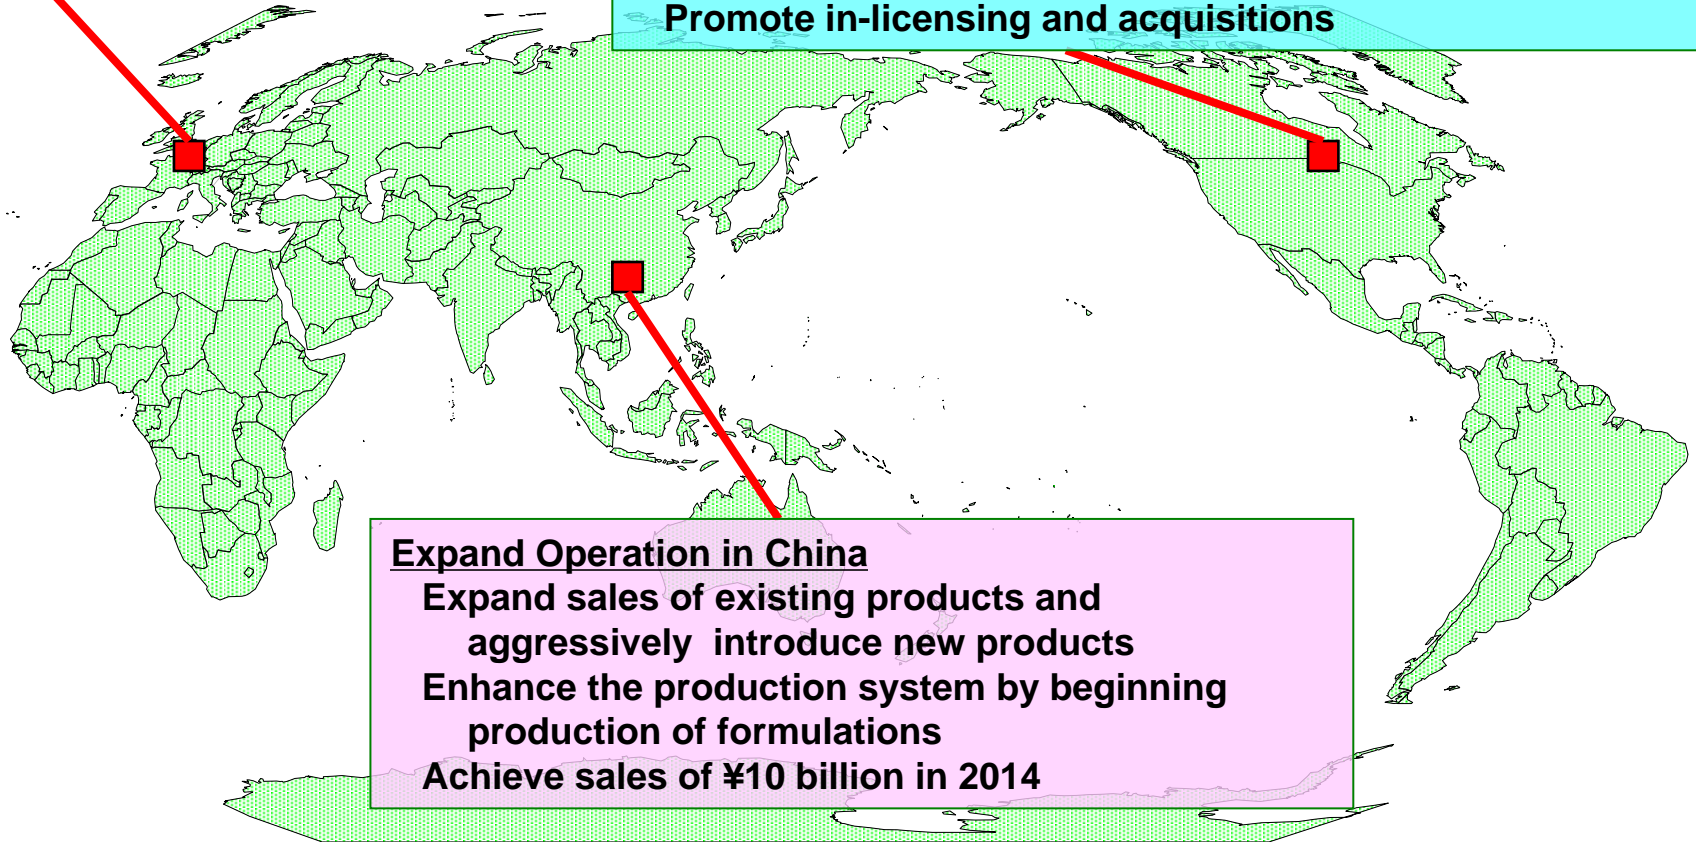 Promote in-licensing and acquisitions
Expand Operation in China
Expand sales of existing products and
aggressively introduce new products
Enhance the production system by beginning
production of formulations
Achieve sales of ¥10 billion in 2014